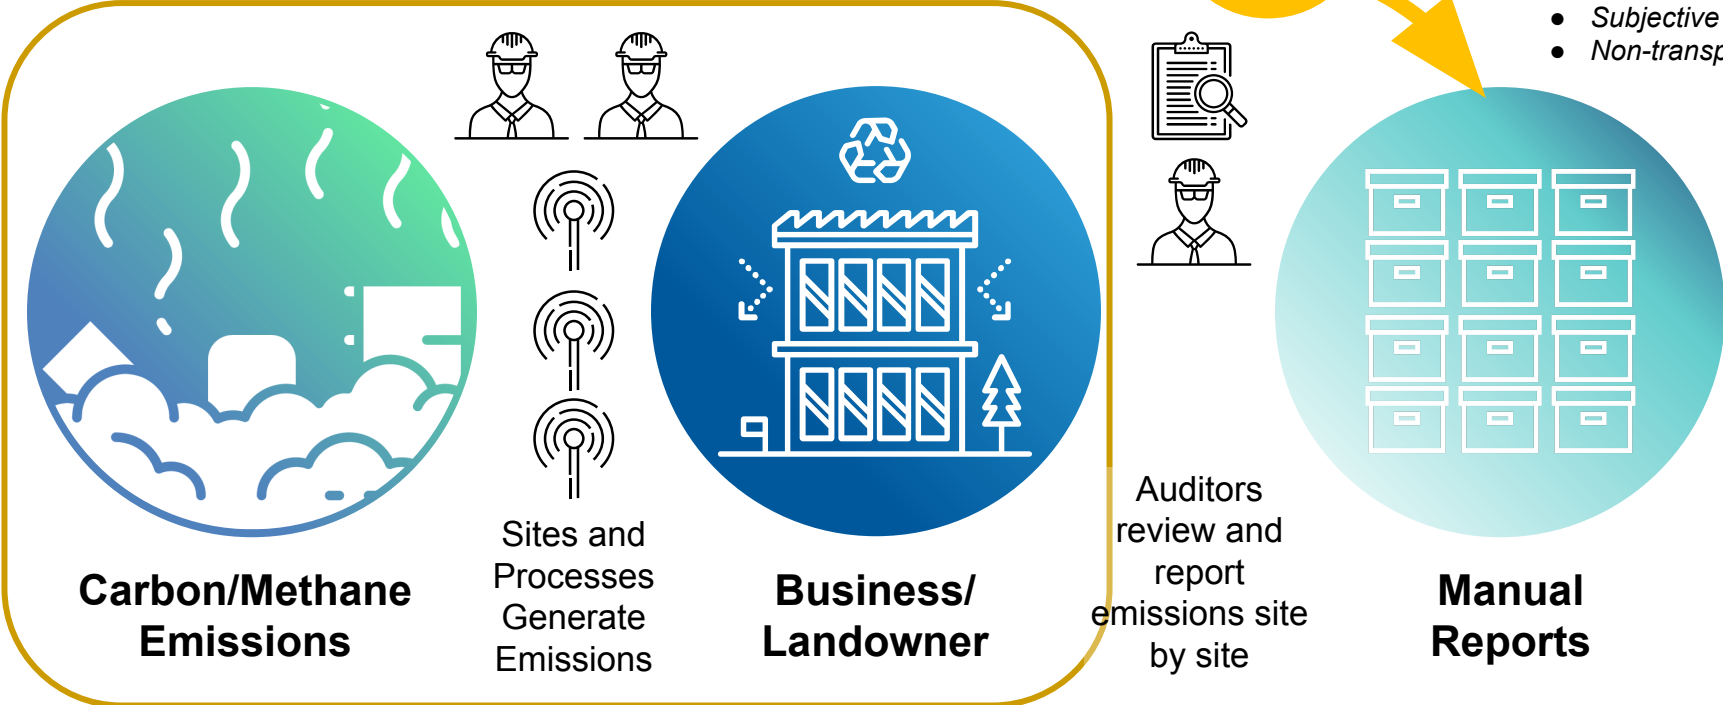 Subjective
Sites and
Processes
Generate
Emissions
Auditors
review and
report
emissions site
by site
Carbon/Methane
Emissions
Business/
Landowner
Manual
Reports